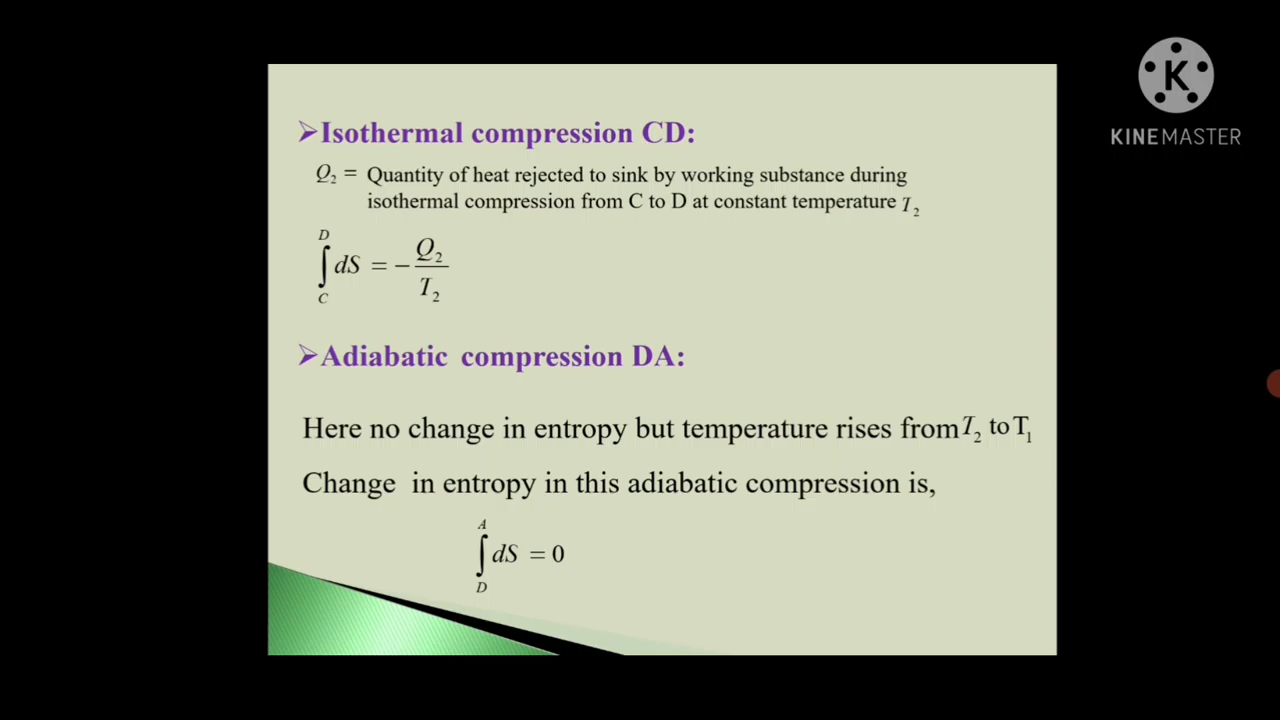 KINEMASTER
➢Isothermal compression CD:
Q₂ = Quantity of heat rejected to sink by working substance during
isothermal compression from C to D at constant temperature T₂
∫_C^D dS = − Q₂/T₂
➢Adiabatic compression DA:
Here no change in entropy but temperature rises from T₂ to T₁
Change in entropy in this adiabatic compression is,
∫_D^A dS = 0